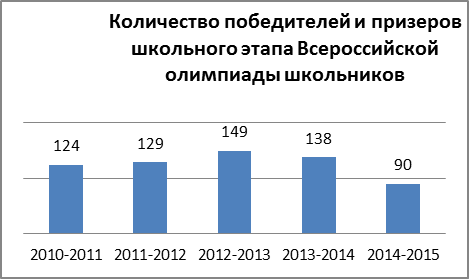 Количество победителей и призеров
школьного этапа Всероссийской
олимпиады школьников
124 129 149 138 90
2010-2011 2011-2012 2012-2013 2013-2014 2014-2015